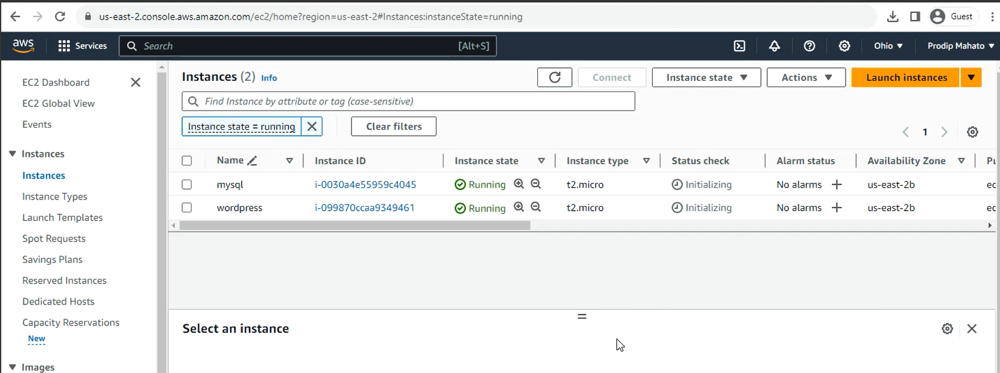 us-east-2.console.aws.amazon.com/ec2/home?region=us-east-2#Instances:instanceState=running
Guest
aws
Services
Search
[Alt+S]
Ohio
Prodip Mahato
EC2 Dashboard
EC2 Global View
Events
Instances
Instances
Instance Types
Launch Templates
Spot Requests
Savings Plans
Reserved Instances
Dedicated Hosts
Capacity Reservations
New
Images
Instances (2) Info
Connect
Instance state
Actions
Launch instances
Find Instance by attribute or tag (case-sensitive)
Instance state = running
Clear filters
1
Name Instance ID Instance state Instance type Status check Alarm status Availability Zone
mysql i-0030a4e55959c4045 Running t2.micro Initializing No alarms us-east-2b
wordpress i-099870ccaa9349461 Running t2.micro Initializing No alarms us-east-2b
Select an instance